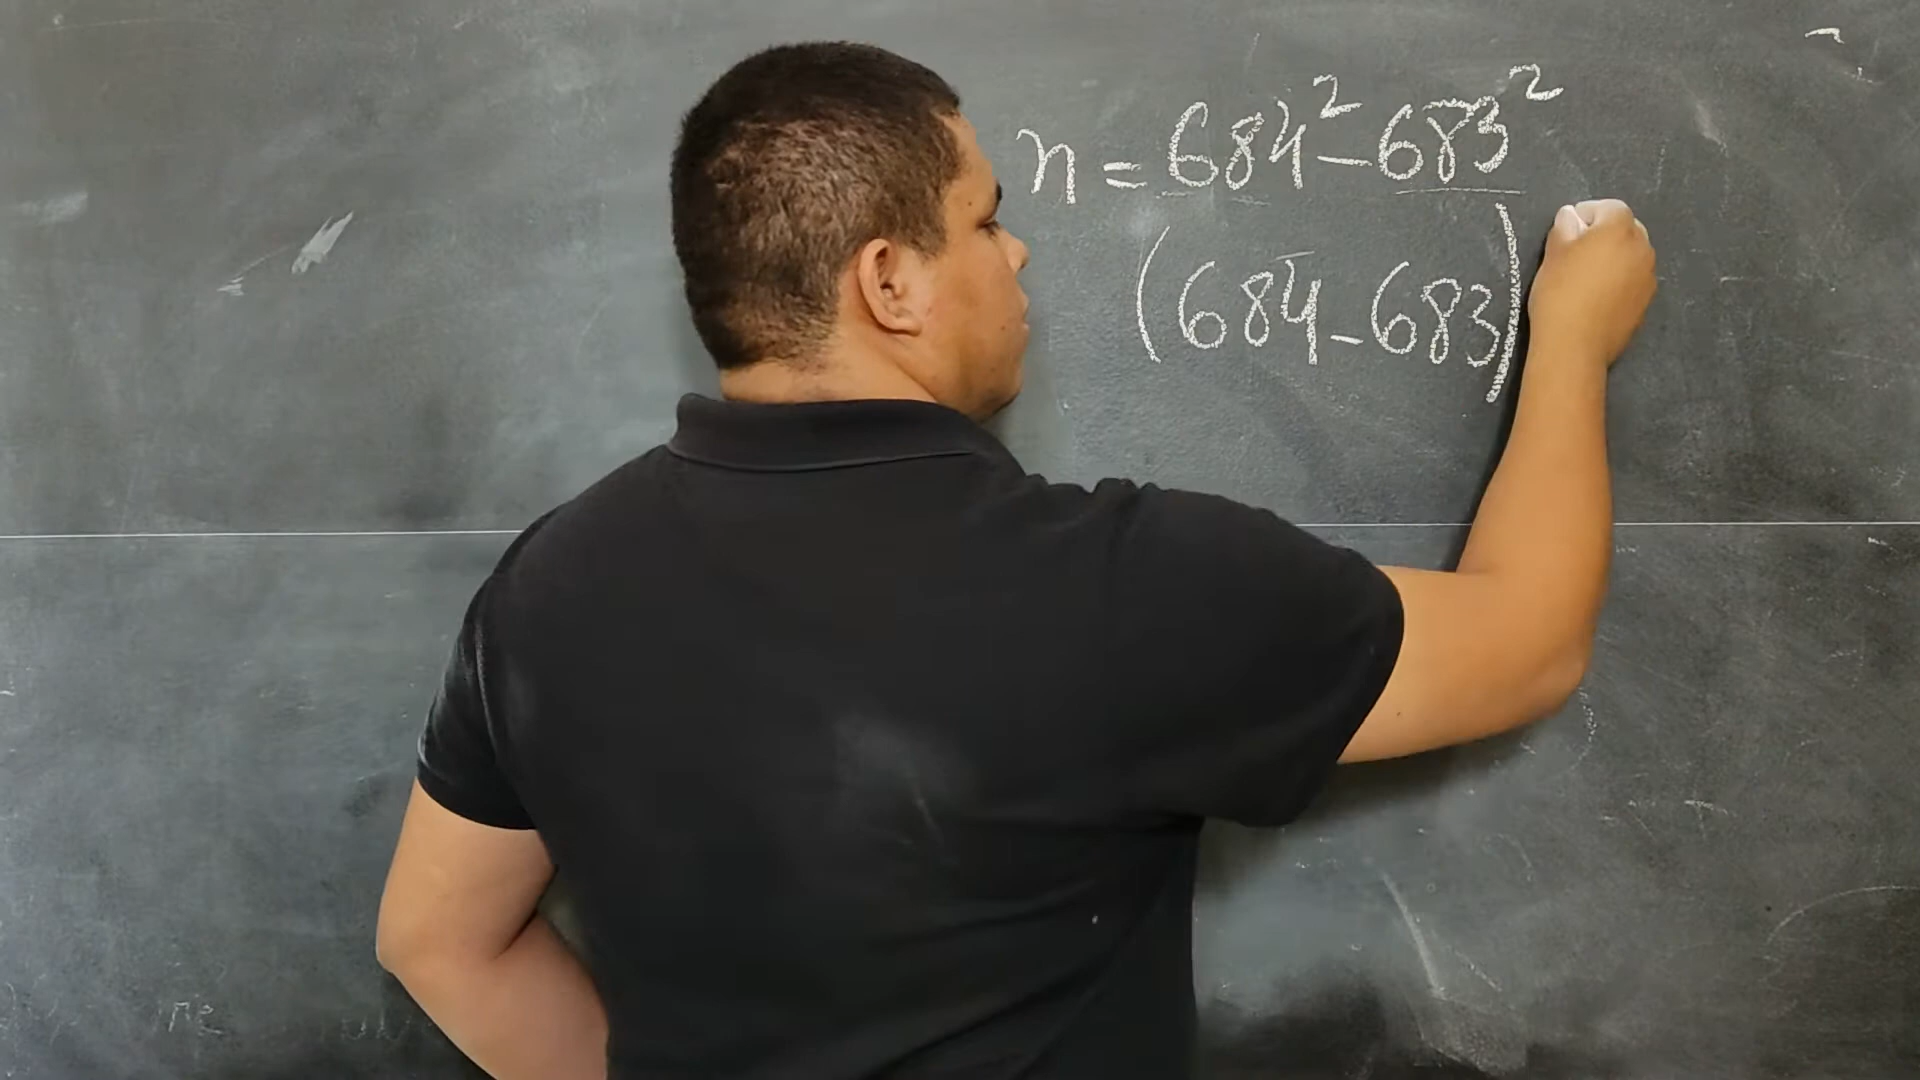 n = 684² - 683²
(684 - 683)